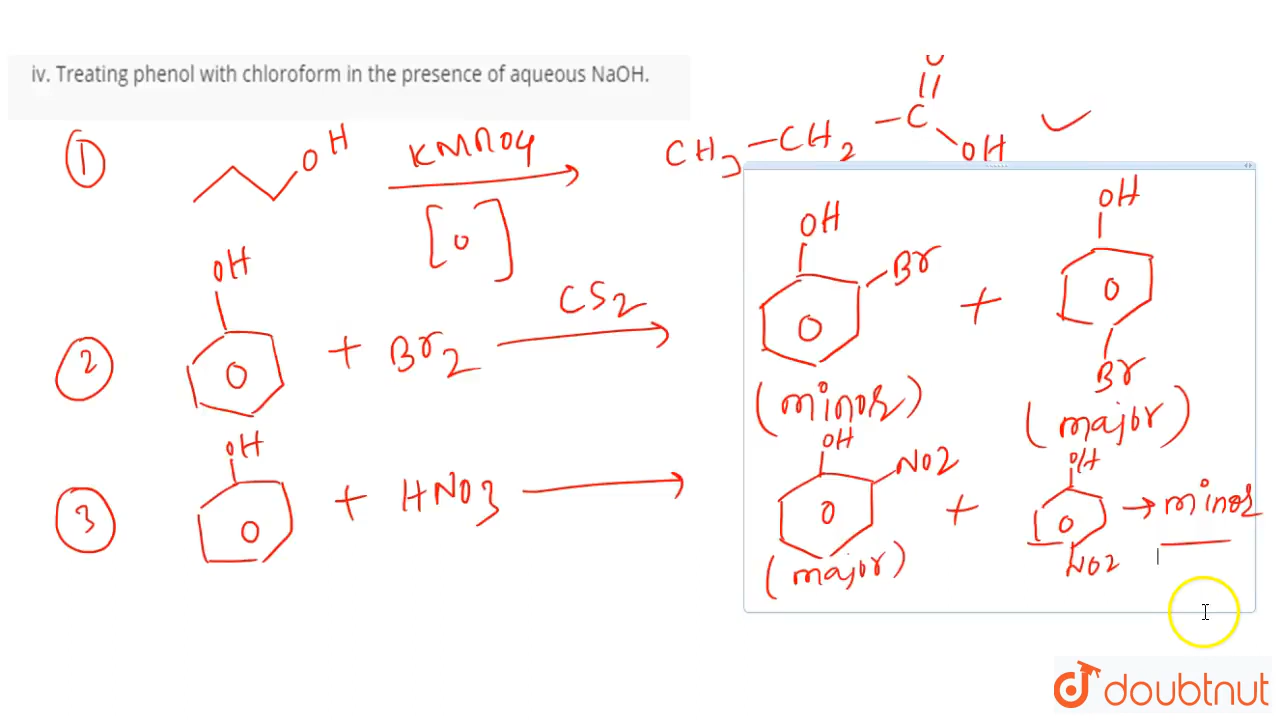 iv. Treating phenol with chloroform in the presence of aqueous NaOH.
① OH KMnO4 [O] CH3-CH2-C O OH
② OH + Br2 CS2 OH Br + OH Br
(minor) (major)
③ OH + HNO3 OH NO2 + OH NO2 → minor
(major)
doubtnut